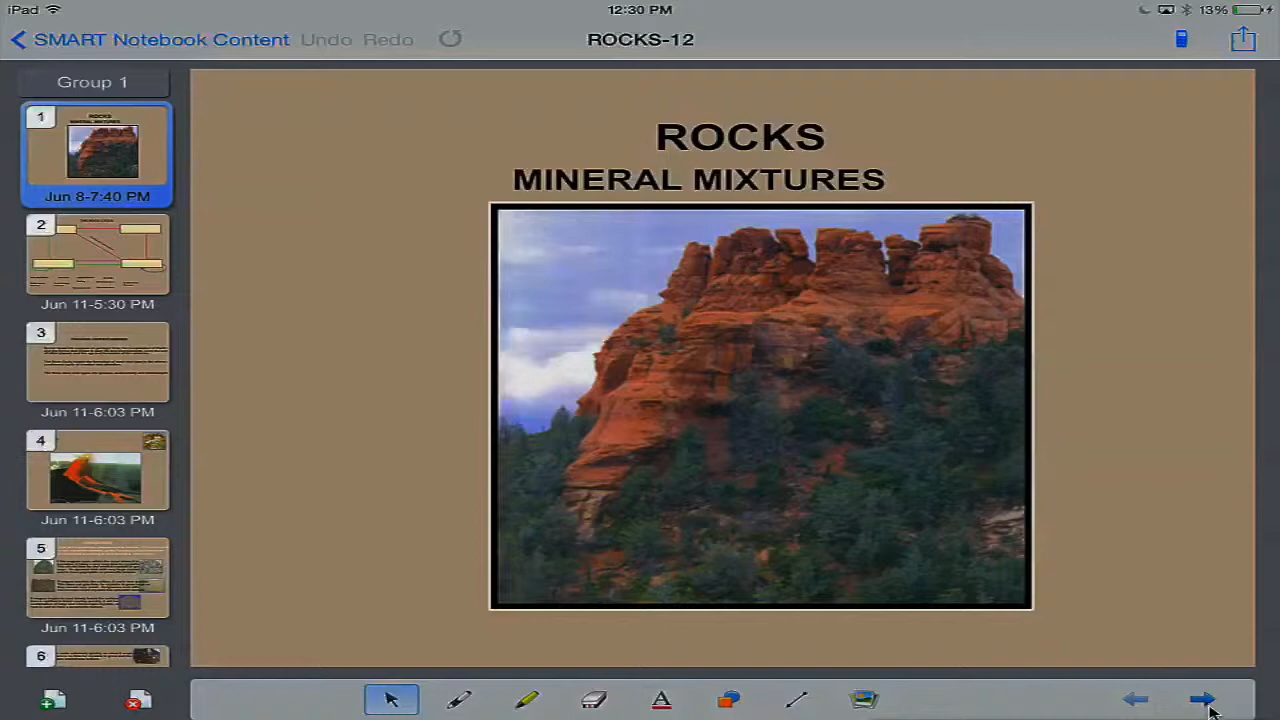 iPad 12:30 PM 13%
SMART Notebook Content Undo Redo ROCKS-12
Group 1
1
Jun 8-7:40 PM
2
Jun 11-5:30 PM
3
Jun 11-6:03 PM
4
Jun 11-6:03 PM
5
Jun 11-6:03 PM
6
ROCKS
MINERAL MIXTURES
A